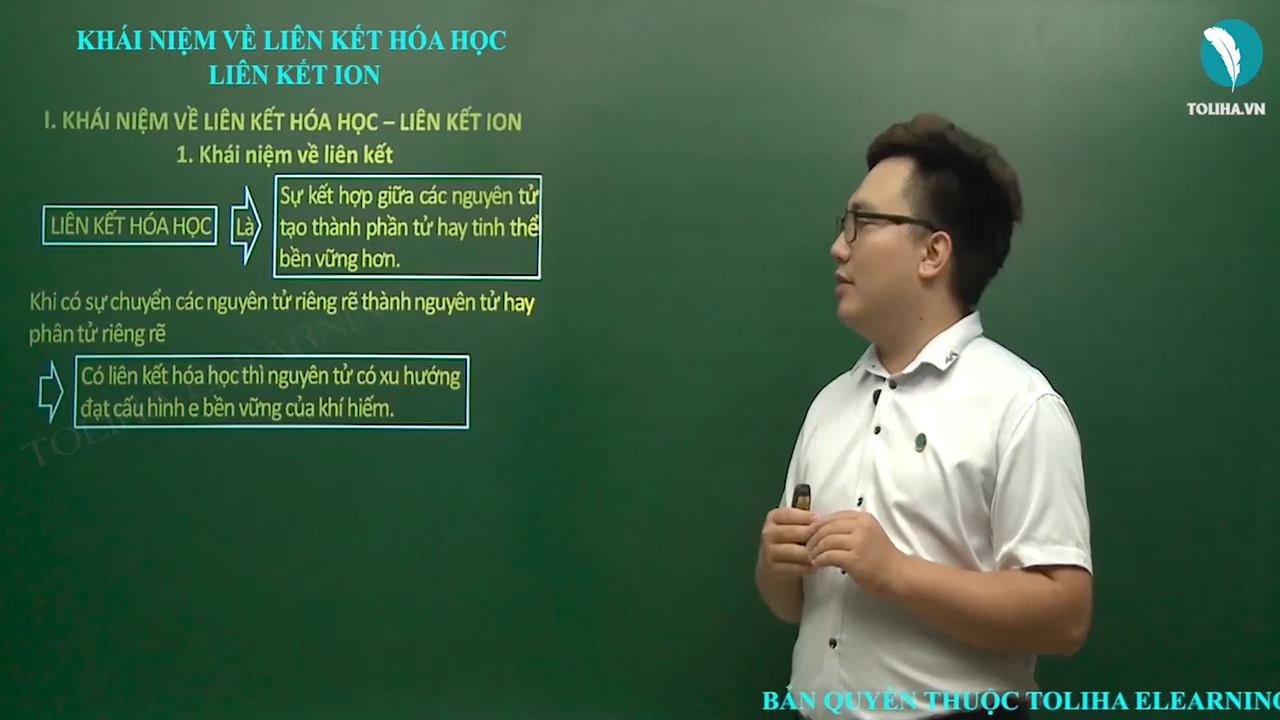 KHÁI NIỆM VỀ LIÊN KẾT HÓA HỌC
LIÊN KẾT ION
TOLIHA.VN
I. KHÁI NIỆM VỀ LIÊN KẾT HÓA HỌC – LIÊN KẾT ION
1. Khái niệm về liên kết
LIÊN KẾT HÓA HỌC
Là
Sự kết hợp giữa các nguyên tử
tạo thành phần tử hay tinh thể
bền vững hơn.
Khi có sự chuyển các nguyên tử riêng rẽ thành nguyên tử hay
phân tử riêng rẽ
Có liên kết hóa học thì nguyên tử có xu hướng
đạt cấu hình e bền vững của khí hiếm.
BẢN QUYỀN THUỘC TOLIHA ELEARNING